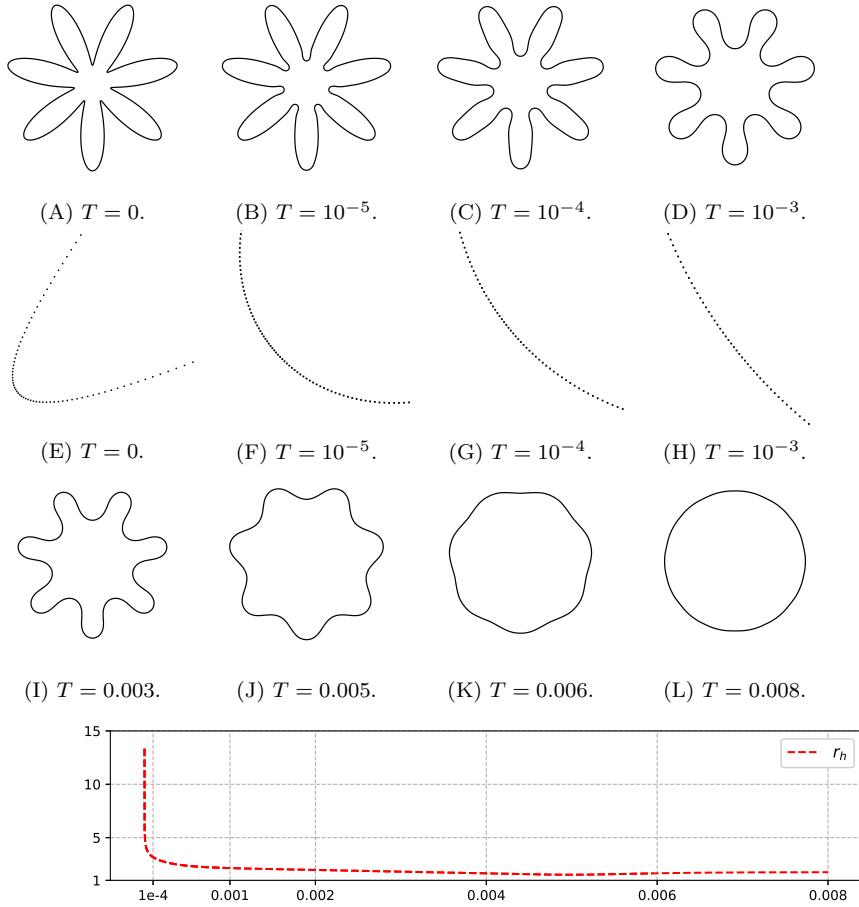 (A) T = 0. (B) T = 10⁻⁵. (C) T = 10⁻⁴. (D) T = 10⁻³.
(E) T = 0. (F) T = 10⁻⁵. (G) T = 10⁻⁴. (H) T = 10⁻³.
(I) T = 0.003. (J) T = 0.005. (K) T = 0.006. (L) T = 0.008.
15
r_h
10
5
1
1e-4 0.001 0.002 0.004 0.006 0.008